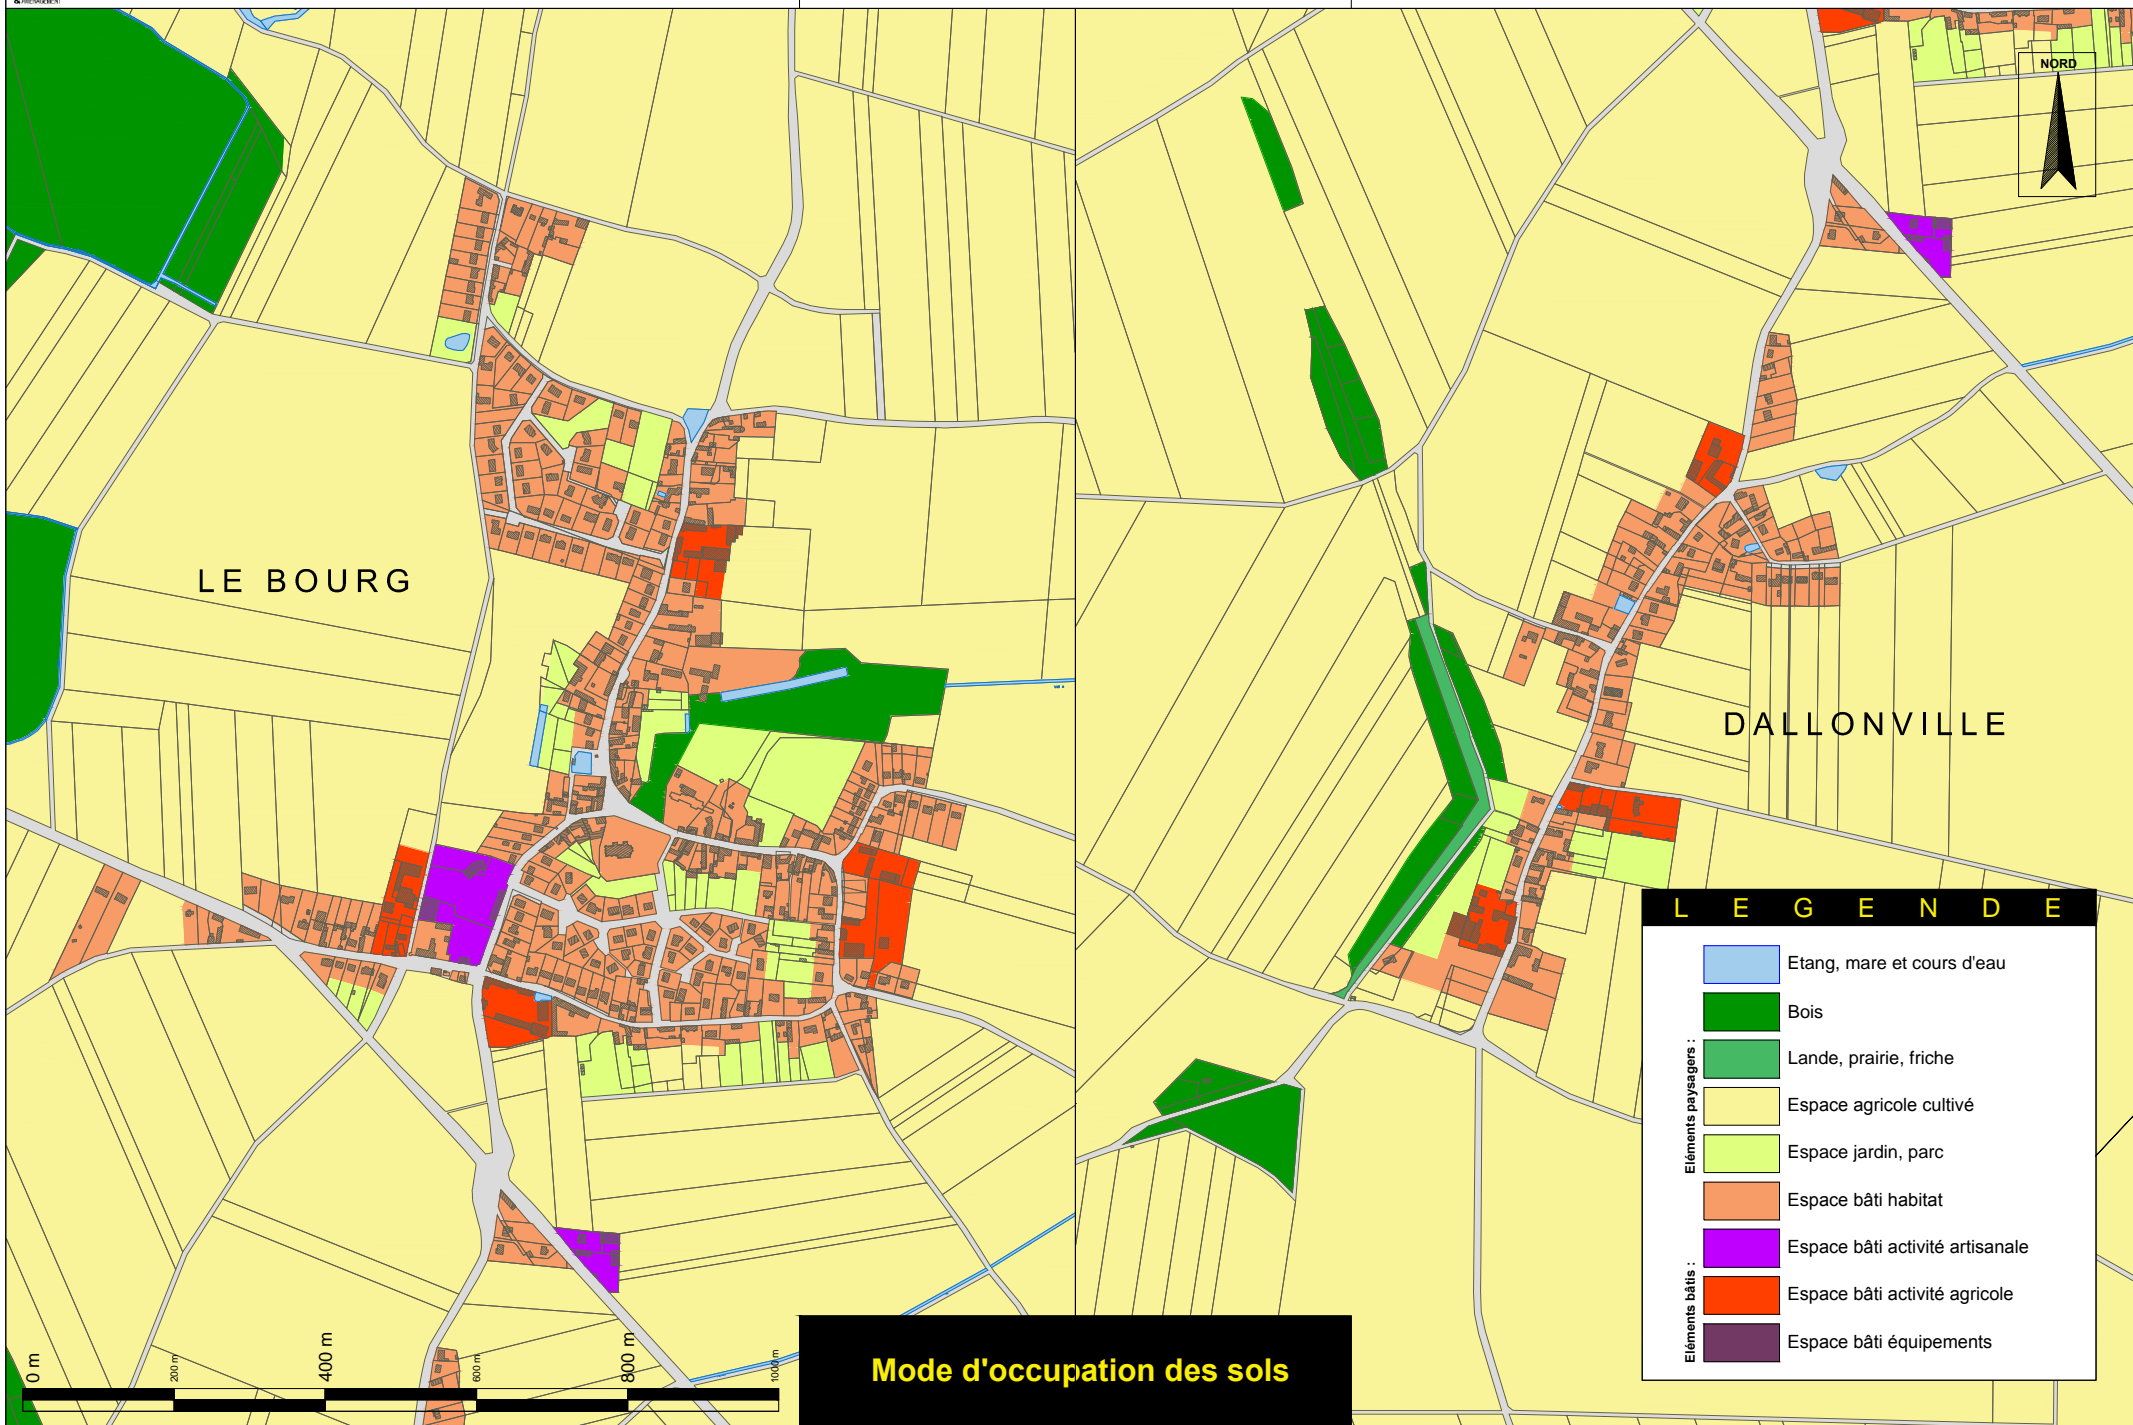 & AMENAGEMENT
NORD
LE BOURG
DALLONVILLE
LEGENDE
Eléments paysagers :
Etang, mare et cours d'eau
Bois
Lande, prairie, friche
Espace agricole cultivé
Espace jardin, parc
Eléments bâtis :
Espace bâti habitat
Espace bâti activité artisanale
Espace bâti activité agricole
Espace bâti équipements
0 m
200 m
400 m
600 m
800 m
1000 m
Mode d'occupation des sols